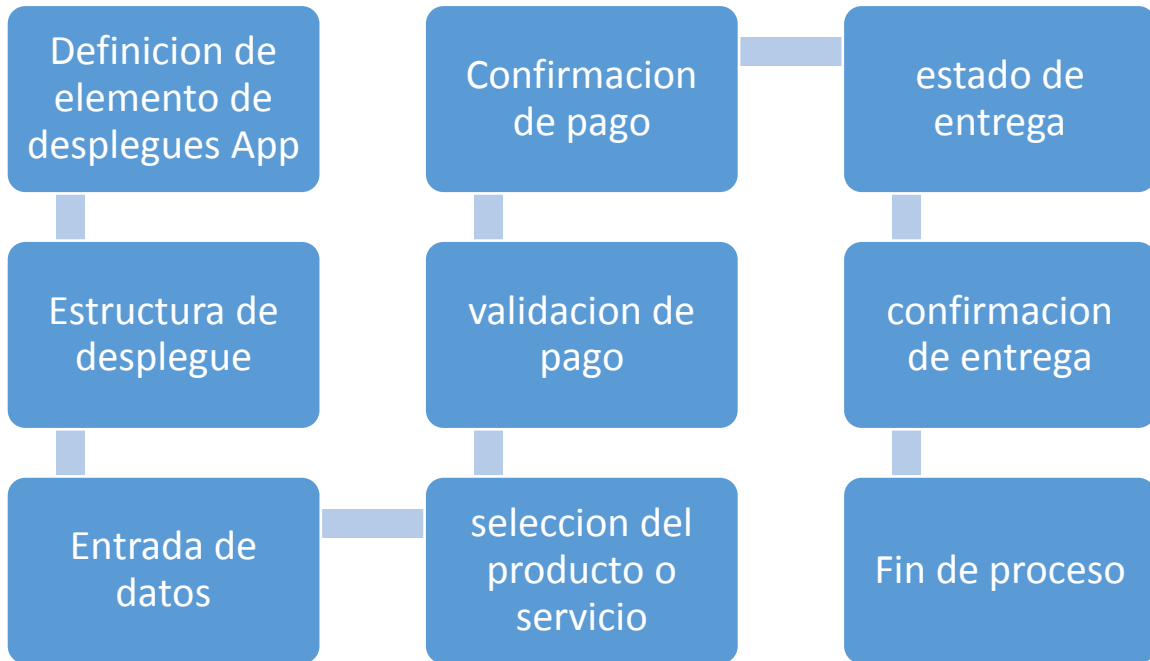 Definicion de
elemento de
desplegues App
Estructura de
desplegue
Entrada de
datos
seleccion del
producto o
servicio
validacion de
pago
Confirmacion
de pago
estado de
entrega
confirmacion
de entrega
Fin de proceso